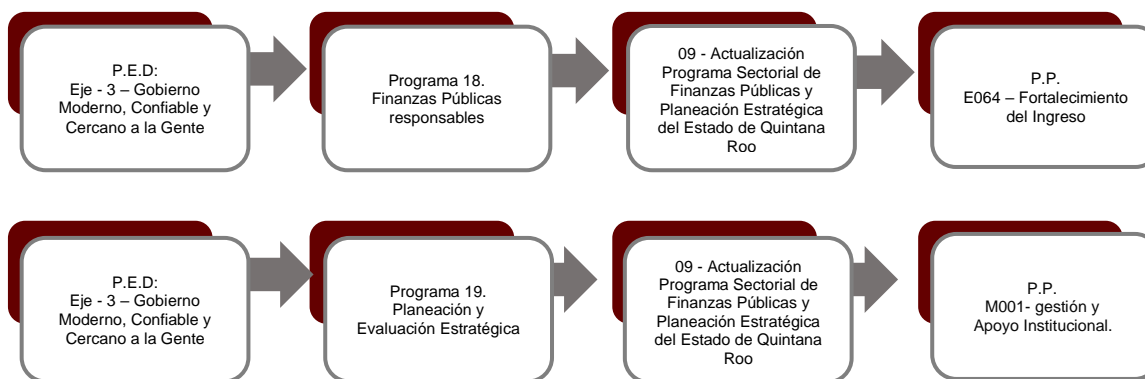 P.E.D:
Eje - 3 – Gobierno
Moderno, Confiable y
Cercano a la Gente
Programa 18.
Finanzas Públicas
responsables
09 - Actualización
Programa Sectorial de
Finanzas Públicas y
Planeación Estratégica
del Estado de Quintana
Roo
P.P.
E064 – Fortalecimiento
del Ingreso
P.E.D:
Eje - 3 – Gobierno
Moderno, Confiable y
Cercano a la Gente
Programa 19.
Planeación y
Evaluación Estratégica
09 - Actualización
Programa Sectorial de
Finanzas Públicas y
Planeación Estratégica
del Estado de Quintana
Roo
P.P.
M001- gestión y
Apoyo Institucional.